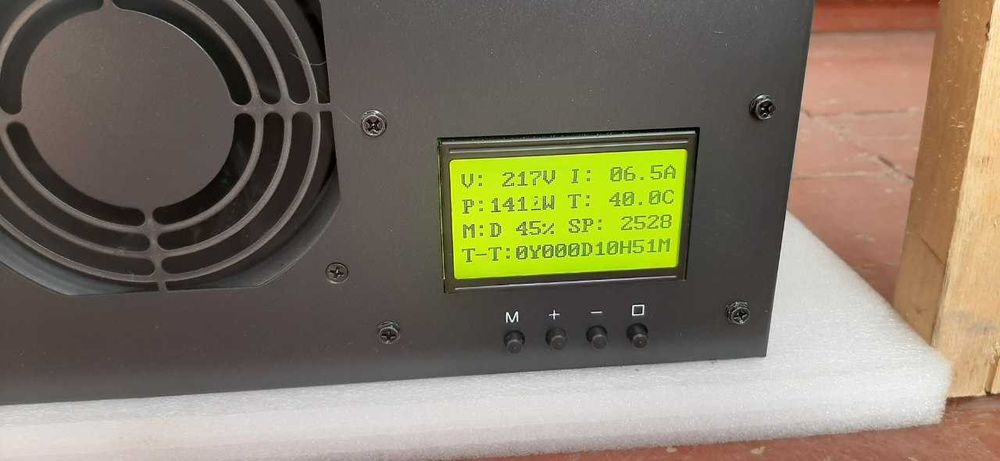 V: 217V I: 06.5A
T: 40.0C
M:D 45% SP: 2528
T-T:0Y000D10H51M
M + − □